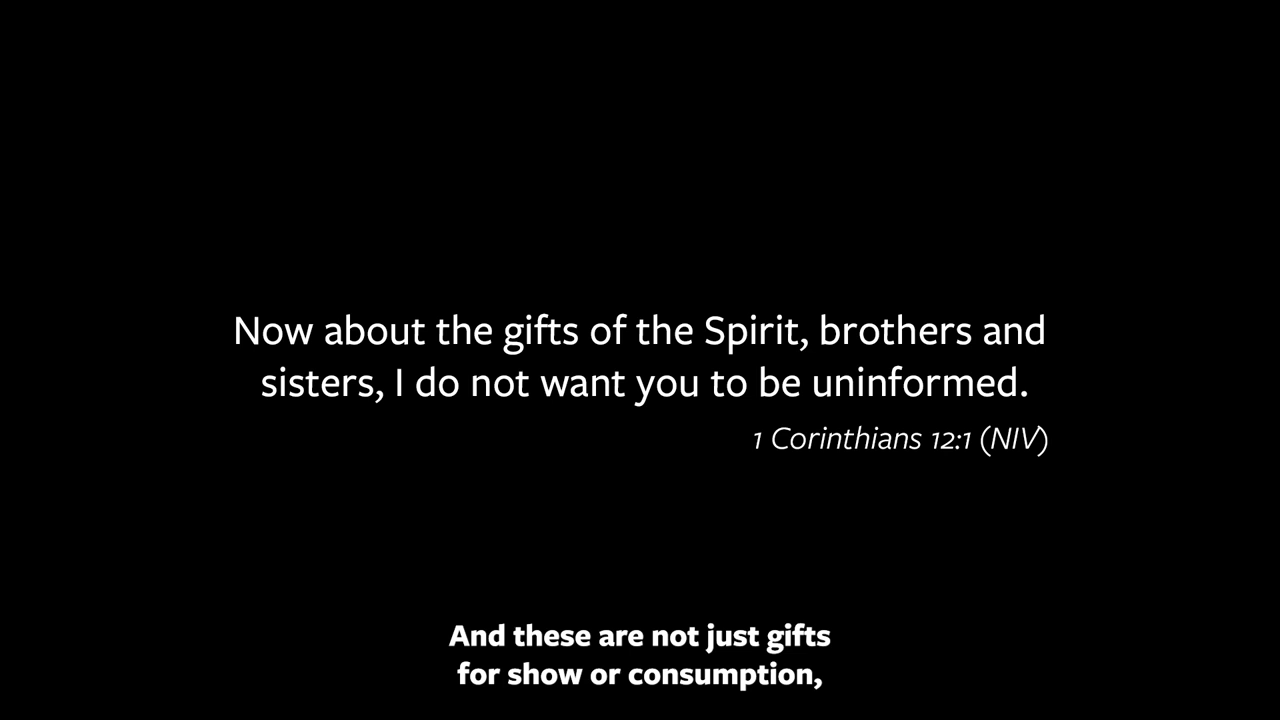 Now about the gifts of the Spirit, brothers and
sisters, I do not want you to be uninformed.
1 Corinthians 12:1 (NIV)
And these are not just gifts
for show or consumption,